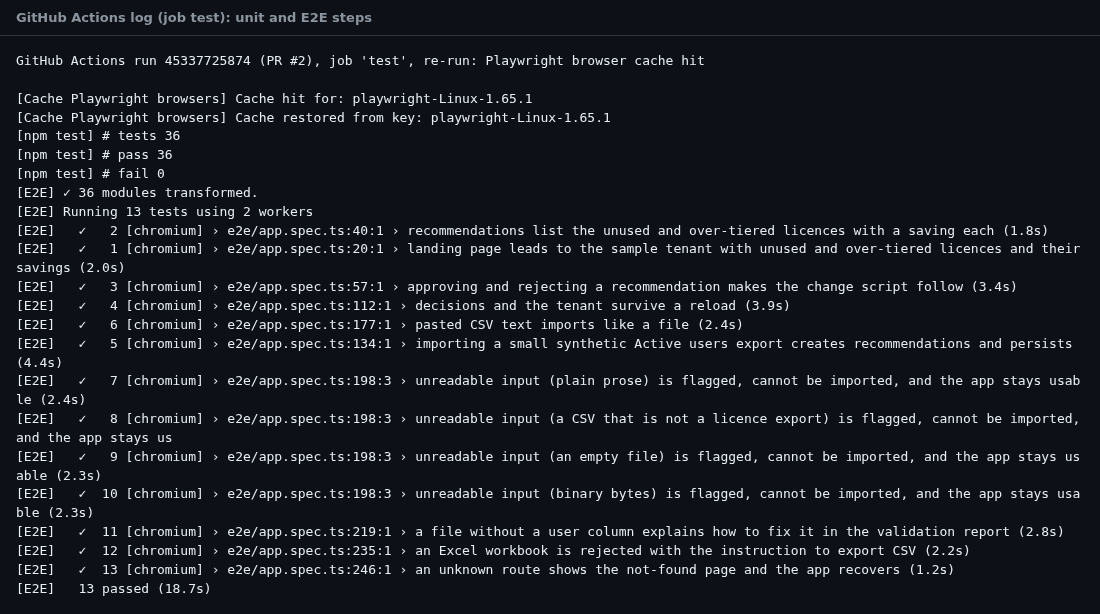 GitHub Actions log (job test): unit and E2E steps
GitHub Actions run 45337725874 (PR #2), job 'test', re-run: Playwright browser cache hit
[Cache Playwright browsers] Cache hit for: playwright-Linux-1.65.1
[Cache Playwright browsers] Cache restored from key: playwright-Linux-1.65.1
[npm test] # tests 36
[npm test] # pass 36
[npm test] # fail 0
[E2E] ✓ 36 modules transformed.
[E2E] Running 13 tests using 2 workers
[E2E]   ✓   2 [chromium] › e2e/app.spec.ts:40:1 › recommendations list the unused and over-tiered licences with a saving each (1.8s)
[E2E]   ✓   1 [chromium] › e2e/app.spec.ts:20:1 › landing page leads to the sample tenant with unused and over-tiered licences and their
savings (2.0s)
[E2E]   ✓   3 [chromium] › e2e/app.spec.ts:57:1 › approving and rejecting a recommendation makes the change script follow (3.4s)
[E2E]   ✓   4 [chromium] › e2e/app.spec.ts:112:1 › decisions and the tenant survive a reload (3.9s)
[E2E]   ✓   6 [chromium] › e2e/app.spec.ts:177:1 › pasted CSV text imports like a file (2.4s)
[E2E]   ✓   5 [chromium] › e2e/app.spec.ts:134:1 › importing a small synthetic Active users export creates recommendations and persists
(4.4s)
[E2E]   ✓   7 [chromium] › e2e/app.spec.ts:198:3 › unreadable input (plain prose) is flagged, cannot be imported, and the app stays usab
le (2.4s)
[E2E]   ✓   8 [chromium] › e2e/app.spec.ts:198:3 › unreadable input (a CSV that is not a licence export) is flagged, cannot be imported,
and the app stays us
[E2E]   ✓   9 [chromium] › e2e/app.spec.ts:198:3 › unreadable input (an empty file) is flagged, cannot be imported, and the app stays us
able (2.3s)
[E2E]   ✓  10 [chromium] › e2e/app.spec.ts:198:3 › unreadable input (binary bytes) is flagged, cannot be imported, and the app stays usa
ble (2.3s)
[E2E]   ✓  11 [chromium] › e2e/app.spec.ts:219:1 › a file without a user column explains how to fix it in the validation report (2.8s)
[E2E]   ✓  12 [chromium] › e2e/app.spec.ts:235:1 › an Excel workbook is rejected with the instruction to export CSV (2.2s)
[E2E]   ✓  13 [chromium] › e2e/app.spec.ts:246:1 › an unknown route shows the not-found page and the app recovers (1.2s)
[E2E]   13 passed (18.7s)